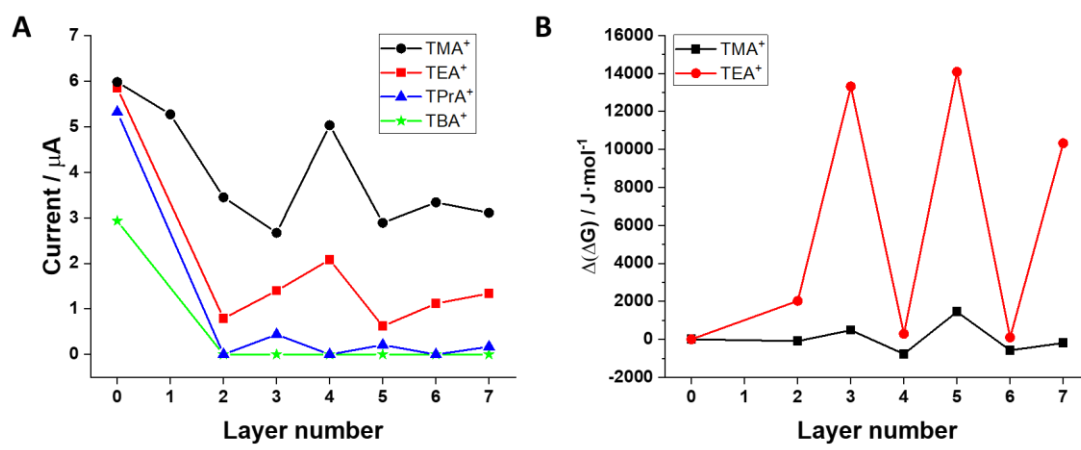 A
Current / μA
6
5
4
3
2
1
0
0 1 2 3 4 5 6 7
Layer number
TMA⁺
TEA⁺
TPrA⁺
TBA⁺
B
Δ(ΔG) / J·mol⁻¹
16000
14000
12000
10000
8000
6000
4000
2000
0
-2000
0 1 2 3 4 5 6 7
Layer number
TMA⁺
TEA⁺